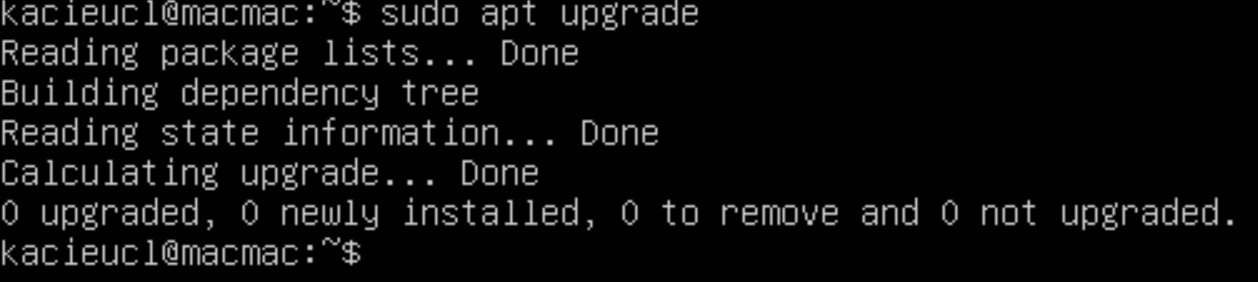 kacieucl@macmac:~$ sudo apt upgrade
Reading package lists... Done
Building dependency tree
Reading state information... Done
Calculating upgrade... Done
0 upgraded, 0 newly installed, 0 to remove and 0 not upgraded.
kacieucl@macmac:~$